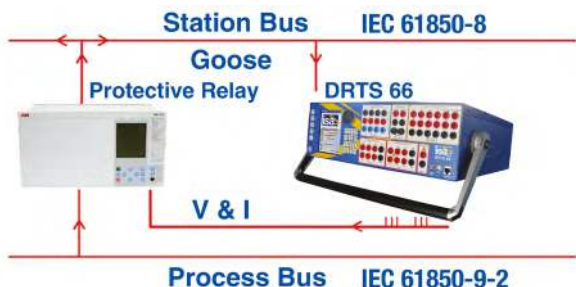 Station Bus IEC 61850-8
Goose
Protective Relay DRTS 66
V & I
Process Bus IEC 61850-9-2